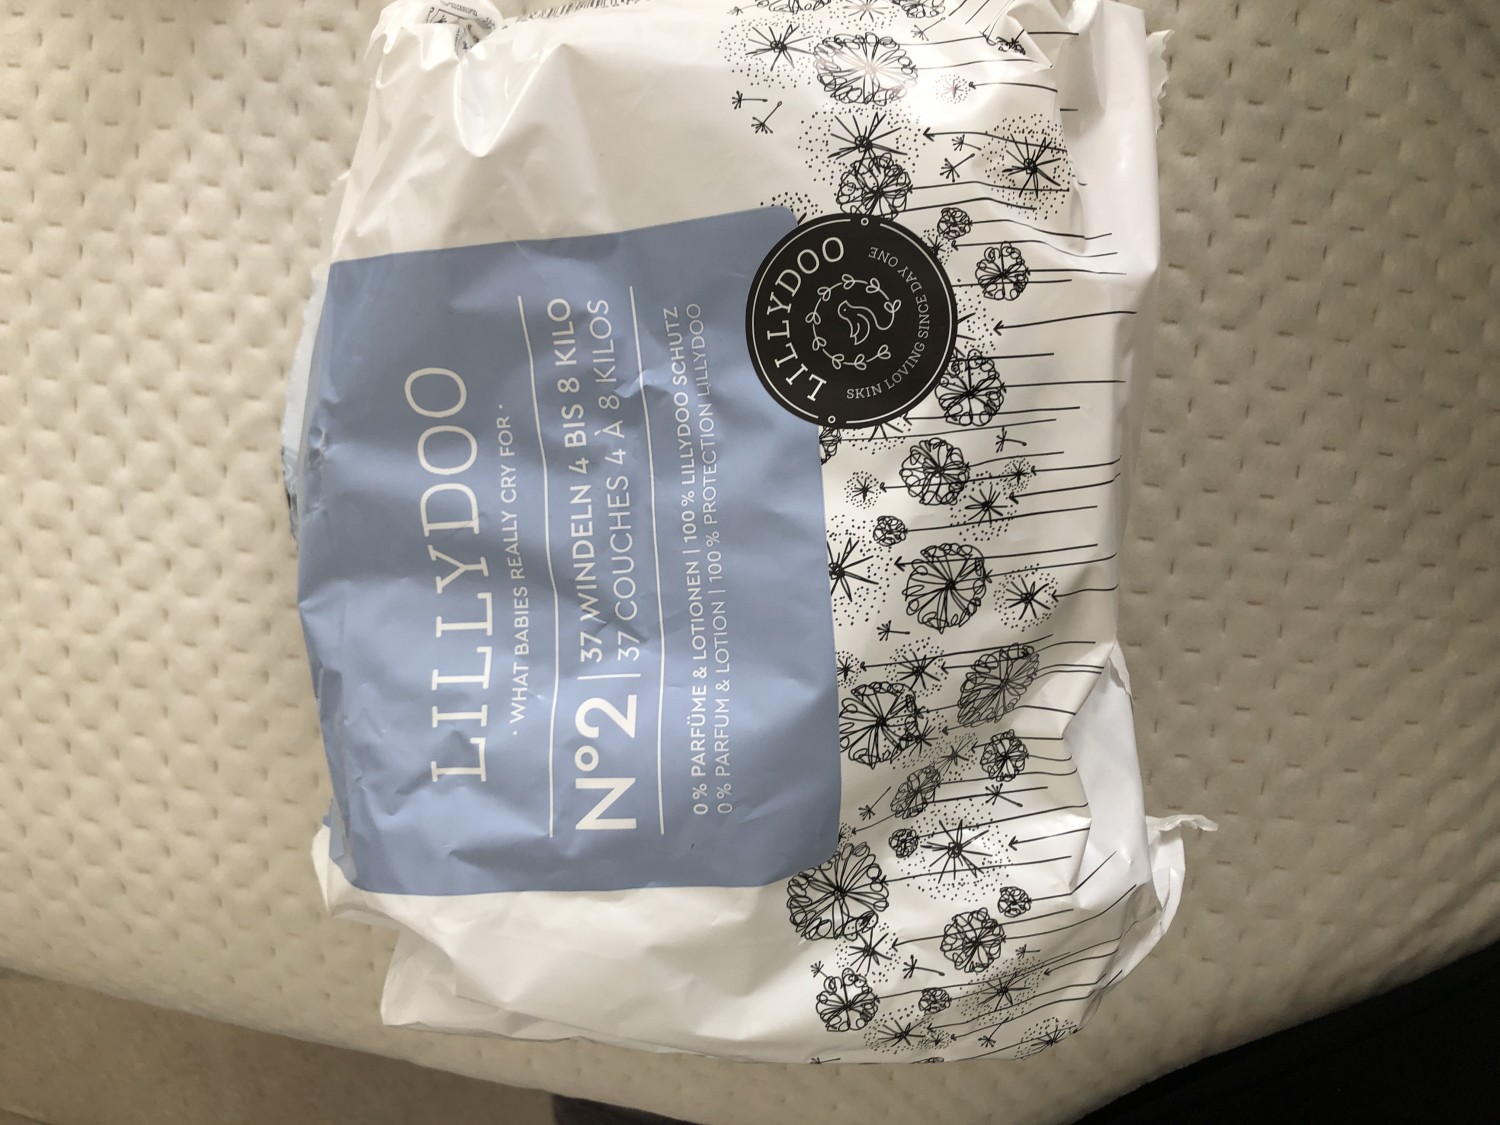 LILLYDOO
· WHAT BABIES REALLY CRY FOR ·
Nº2 | 37 WINDELN 4 BIS 8 KILO
37 COUCHES 4 À 8 KILOS
0 % PARFÜME & LOTIONEN | 100 % LILLYDOO SCHUTZ
0 % PARFUM & LOTION | 100 % PROTECTION LILLYDOO
LILLYDOO
SKIN LOVING SINCE DAY ONE